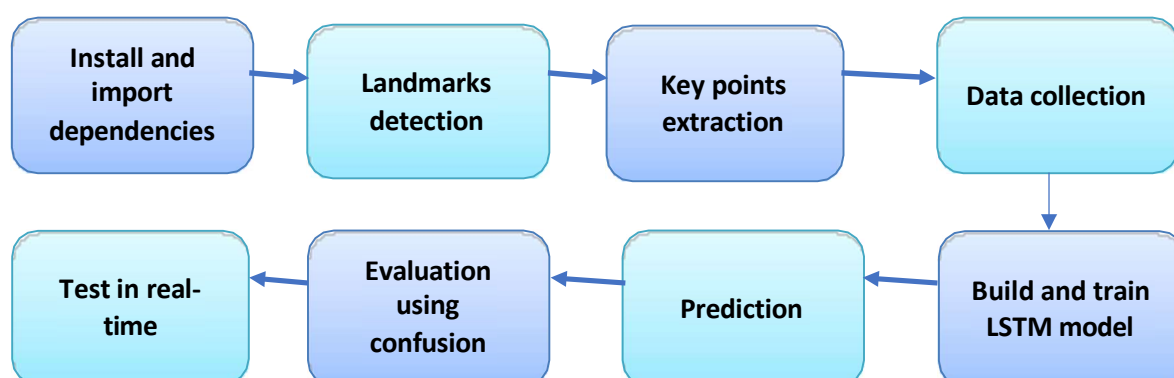 Install and
import
dependencies
Landmarks
detection
Key points
extraction
Data collection
Build and train
LSTM model
Prediction
Evaluation
using
confusion
Test in real-
time